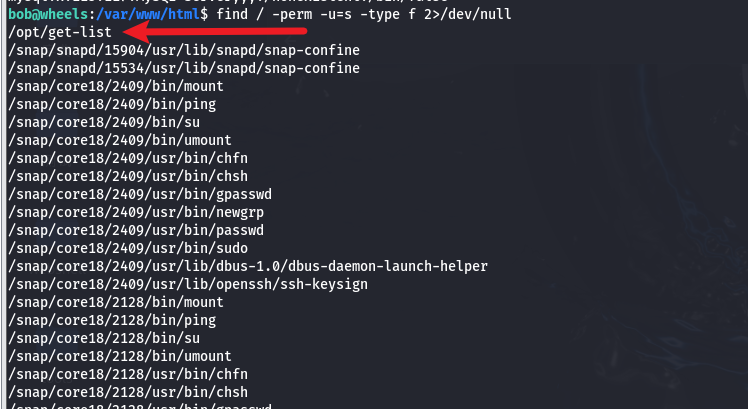 bob@wheels:/var/www/html$ find / -perm -u=s -type f 2>/dev/null
/opt/get-list
/snap/snapd/15904/usr/lib/snapd/snap-confine
/snap/snapd/15534/usr/lib/snapd/snap-confine
/snap/core18/2409/bin/mount
/snap/core18/2409/bin/ping
/snap/core18/2409/bin/su
/snap/core18/2409/bin/umount
/snap/core18/2409/usr/bin/chfn
/snap/core18/2409/usr/bin/chsh
/snap/core18/2409/usr/bin/gpasswd
/snap/core18/2409/usr/bin/newgrp
/snap/core18/2409/usr/bin/passwd
/snap/core18/2409/usr/bin/sudo
/snap/core18/2409/usr/lib/dbus-1.0/dbus-daemon-launch-helper
/snap/core18/2409/usr/lib/openssh/ssh-keysign
/snap/core18/2128/bin/mount
/snap/core18/2128/bin/ping
/snap/core18/2128/bin/su
/snap/core18/2128/bin/umount
/snap/core18/2128/usr/bin/chfn
/snap/core18/2128/usr/bin/chsh
/snap/core18/2128/usr/bin/gpasswd